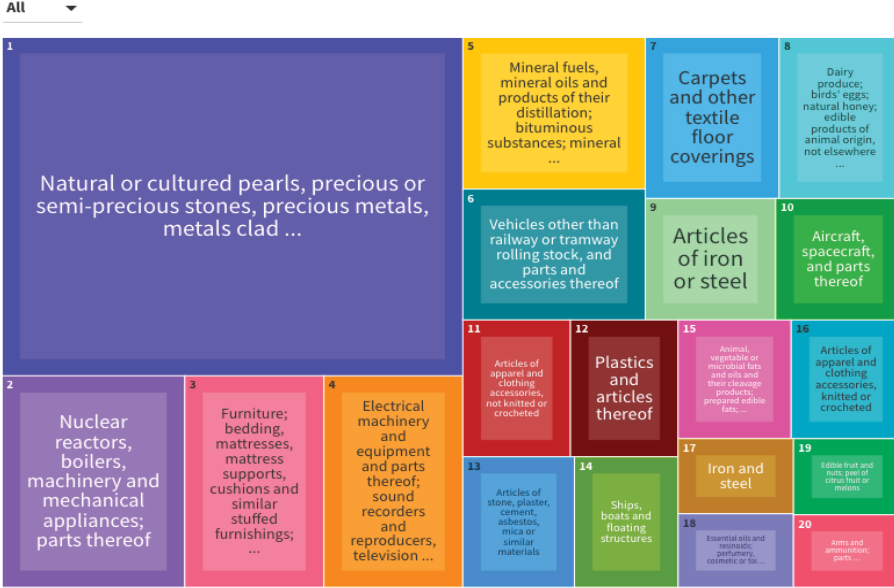 All
1
Natural or cultured pearls, precious or
semi-precious stones, precious metals,
metals clad ...
2
Nuclear
reactors,
boilers,
machinery and
mechanical
appliances;
parts thereof
3
Furniture;
bedding,
mattresses,
mattress
supports,
cushions and
similar
stuffed
furnishings;
...
4
Electrical
machinery
and
equipment
and parts
thereof;
sound
recorders
and
reproducers,
television ...
5
Mineral fuels,
mineral oils and
products of their
distillation;
bituminous
substances; mineral
...
6
Vehicles other than
railway or tramway
rolling stock, and
parts and
accessories thereof
7
Carpets
and other
textile
floor
coverings
8
Dairy
produce;
birds' eggs;
natural honey;
edible
products of
animal origin,
not elsewhere
...
9
Articles
of iron
or steel
10
Aircraft,
spacecraft,
and parts
thereof
11
Articles of
apparel and
clothing
accessories,
not knitted or
crocheted
12
Plastics
and
articles
thereof
13
Articles of
stone, plaster,
cement,
asbestos,
mica or
similar
materials
14
Ships,
boats and
floating
structures
15
Animal,
vegetable or
microbial fats
and oils and
their cleavage
products;
prepared edible
fats; ...
16
Articles of
apparel and
clothing
accessories,
knitted or
crocheted
17
Iron and
steel
18
Essential oils and
resinoids;
perfumery,
cosmetic or toi...
19
Edible fruit and
nuts; peel of
citrus fruit or
melons
20
Arms and
ammunition;
parts ...